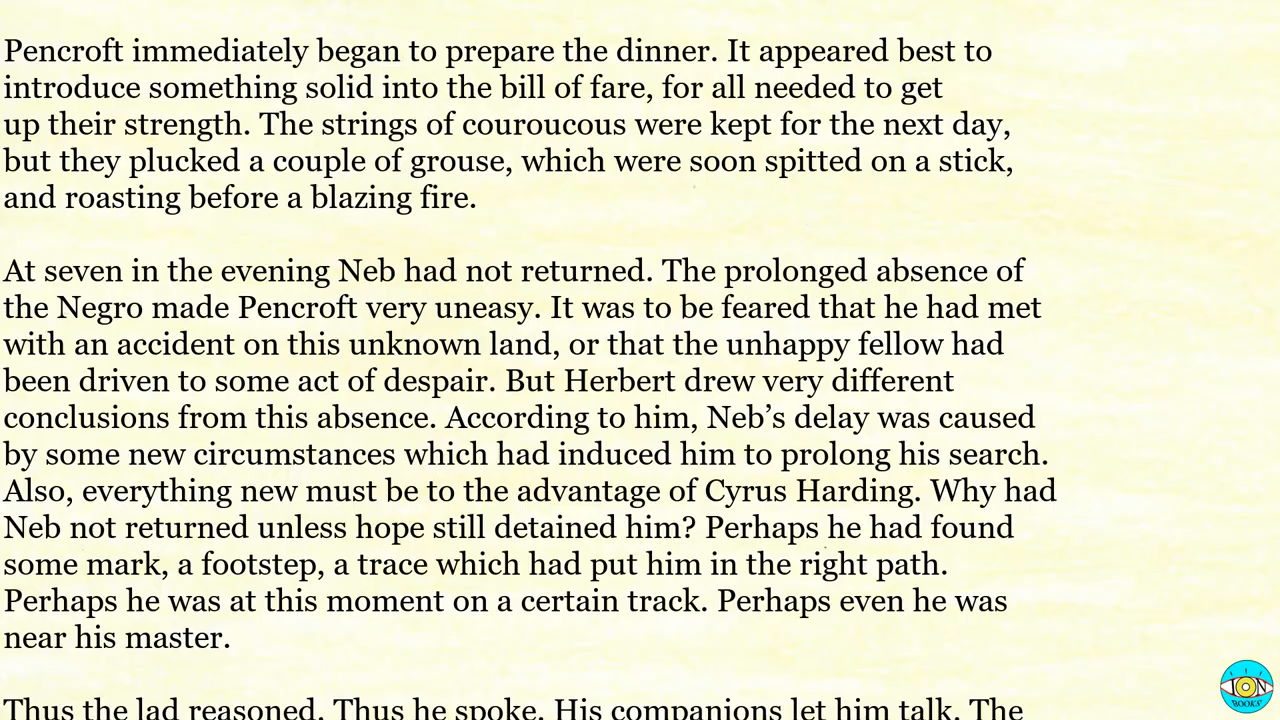 Pencroft immediately began to prepare the dinner. It appeared best to
introduce something solid into the bill of fare, for all needed to get
up their strength. The strings of couroucous were kept for the next day,
but they plucked a couple of grouse, which were soon spitted on a stick,
and roasting before a blazing fire.
At seven in the evening Neb had not returned. The prolonged absence of
the Negro made Pencroft very uneasy. It was to be feared that he had met
with an accident on this unknown land, or that the unhappy fellow had
been driven to some act of despair. But Herbert drew very different
conclusions from this absence. According to him, Neb’s delay was caused
by some new circumstances which had induced him to prolong his search.
Also, everything new must be to the advantage of Cyrus Harding. Why had
Neb not returned unless hope still detained him? Perhaps he had found
some mark, a footstep, a trace which had put him in the right path.
Perhaps he was at this moment on a certain track. Perhaps even he was
near his master.
Thus the lad reasoned. Thus he spoke. His companions let him talk. The
ION
BOOKS